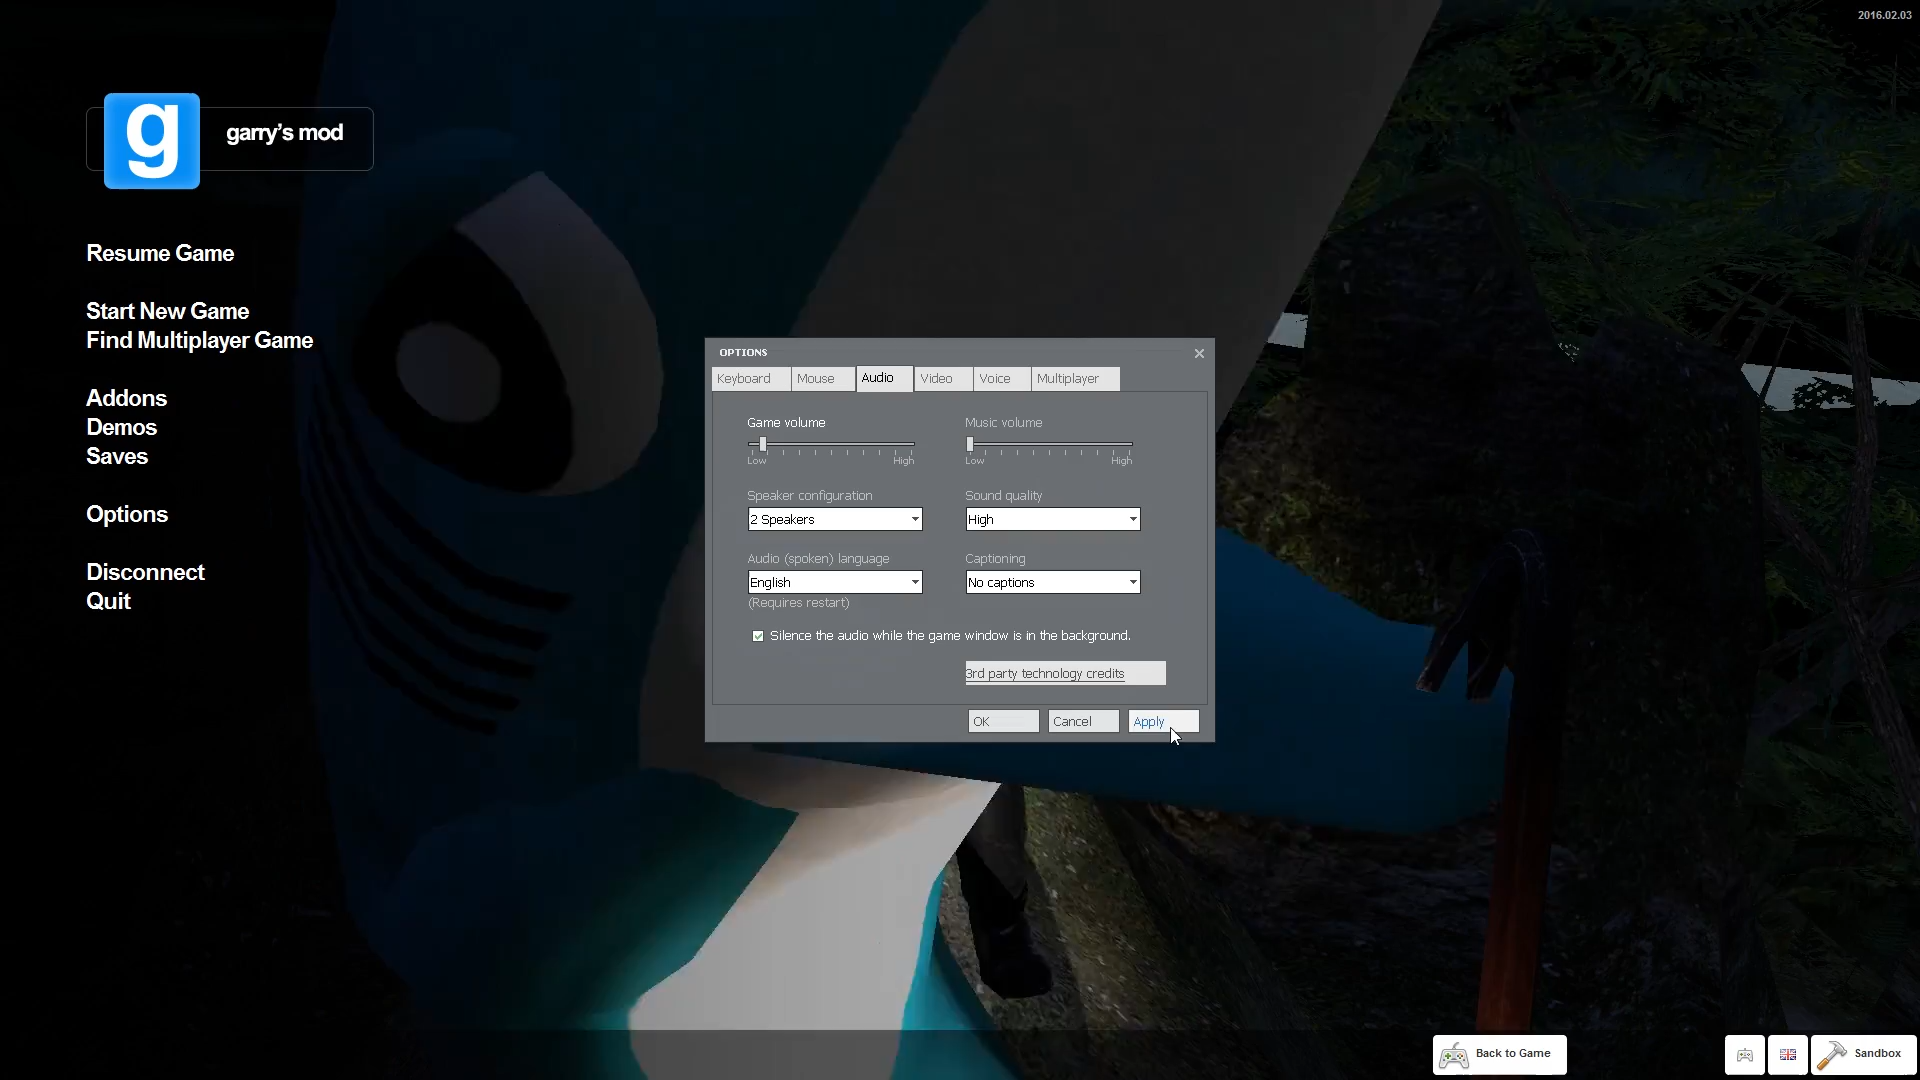 2016.02.03
g
garry's mod
Resume Game
Start New Game
Find Multiplayer Game
Addons
Demos
Saves
Options
Disconnect
Quit
OPTIONS
Keyboard Mouse Audio Video Voice Multiplayer
Game volume Music volume
Low High Low High
Speaker configuration Sound quality
2 Speakers High
Audio (spoken) language Captioning
English No captions
(Requires restart)
Silence the audio while the game window is in the background.
3rd party technology credits
OK Cancel Apply
Back to Game Sandbox